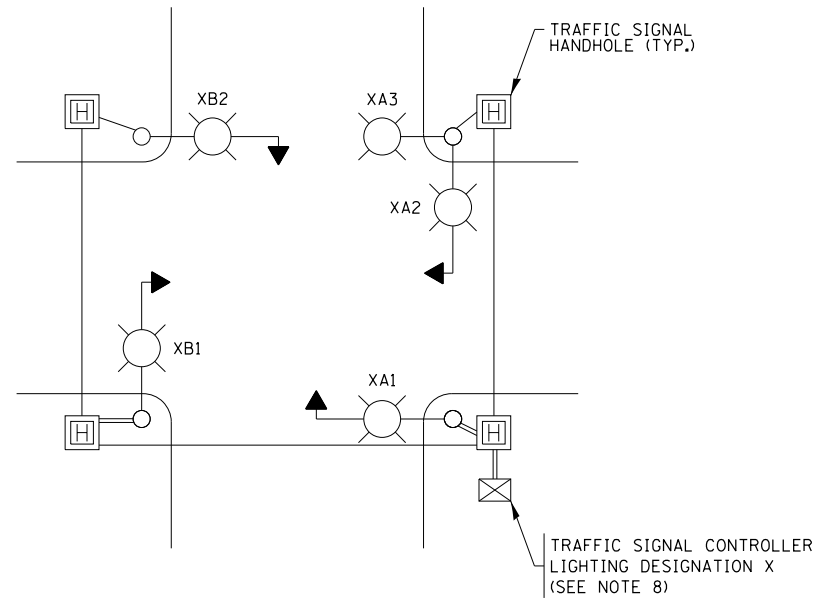 TRAFFIC SIGNAL
HANDHOLE (TYP.)
XB2
XA3
H
H
XA2
XB1
XA1
H
H
TRAFFIC SIGNAL CONTROLLER
LIGHTING DESIGNATION X
(SEE NOTE 8)